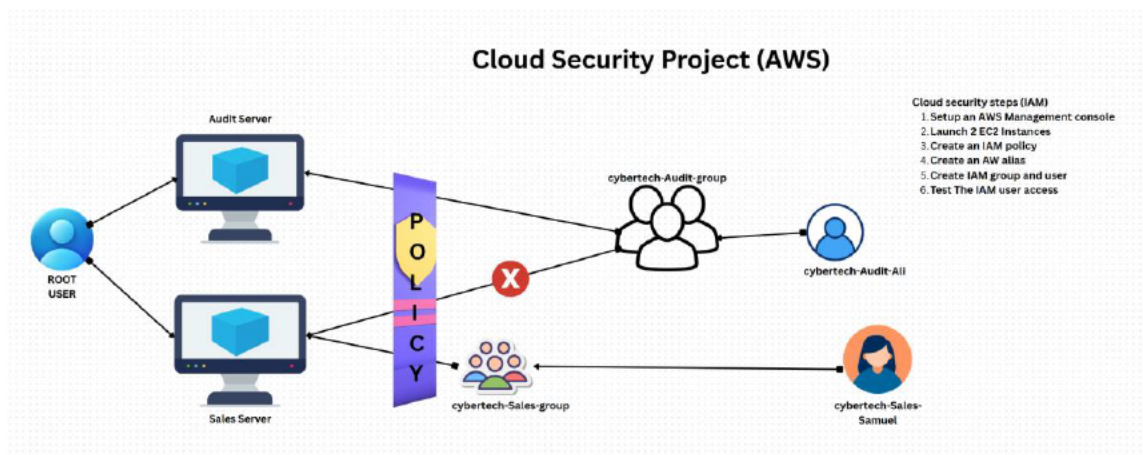 Cloud Security Project (AWS)
Cloud security steps (IAM)
1. Setup an AWS Management console
2. Launch 2 EC2 Instances
3. Create an IAM policy
4. Create an AW alias
5. Create IAM group and user
6. Test The IAM user access
Audit Server
cybertech-Audit-group
POLICY
X
cybertech-Audit-Ali
ROOT
USER
cybertech-Sales-group
cybertech-Sales-
Samuel
Sales Server